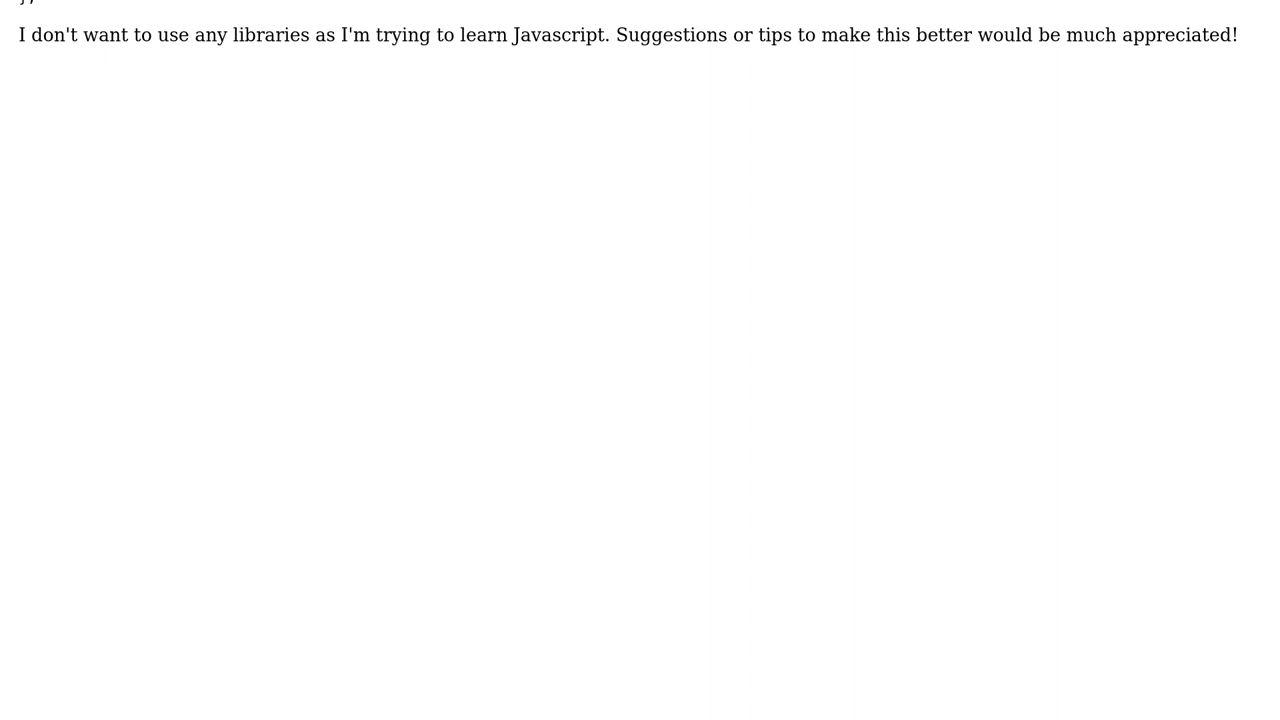 };
I don't want to use any libraries as I'm trying to learn Javascript. Suggestions or tips to make this better would be much appreciated!